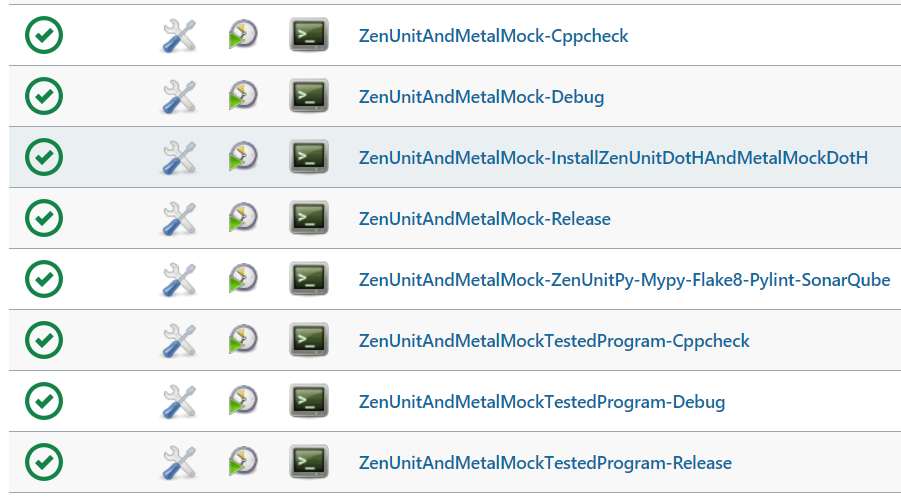 ZenUnitAndMetalMock-Cppcheck
ZenUnitAndMetalMock-Debug
ZenUnitAndMetalMock-InstallZenUnitDotHAndMetalMockDotH
ZenUnitAndMetalMock-Release
ZenUnitAndMetalMock-ZenUnitPy-Mypy-Flake8-Pylint-SonarQube
ZenUnitAndMetalMockTestedProgram-Cppcheck
ZenUnitAndMetalMockTestedProgram-Debug
ZenUnitAndMetalMockTestedProgram-Release